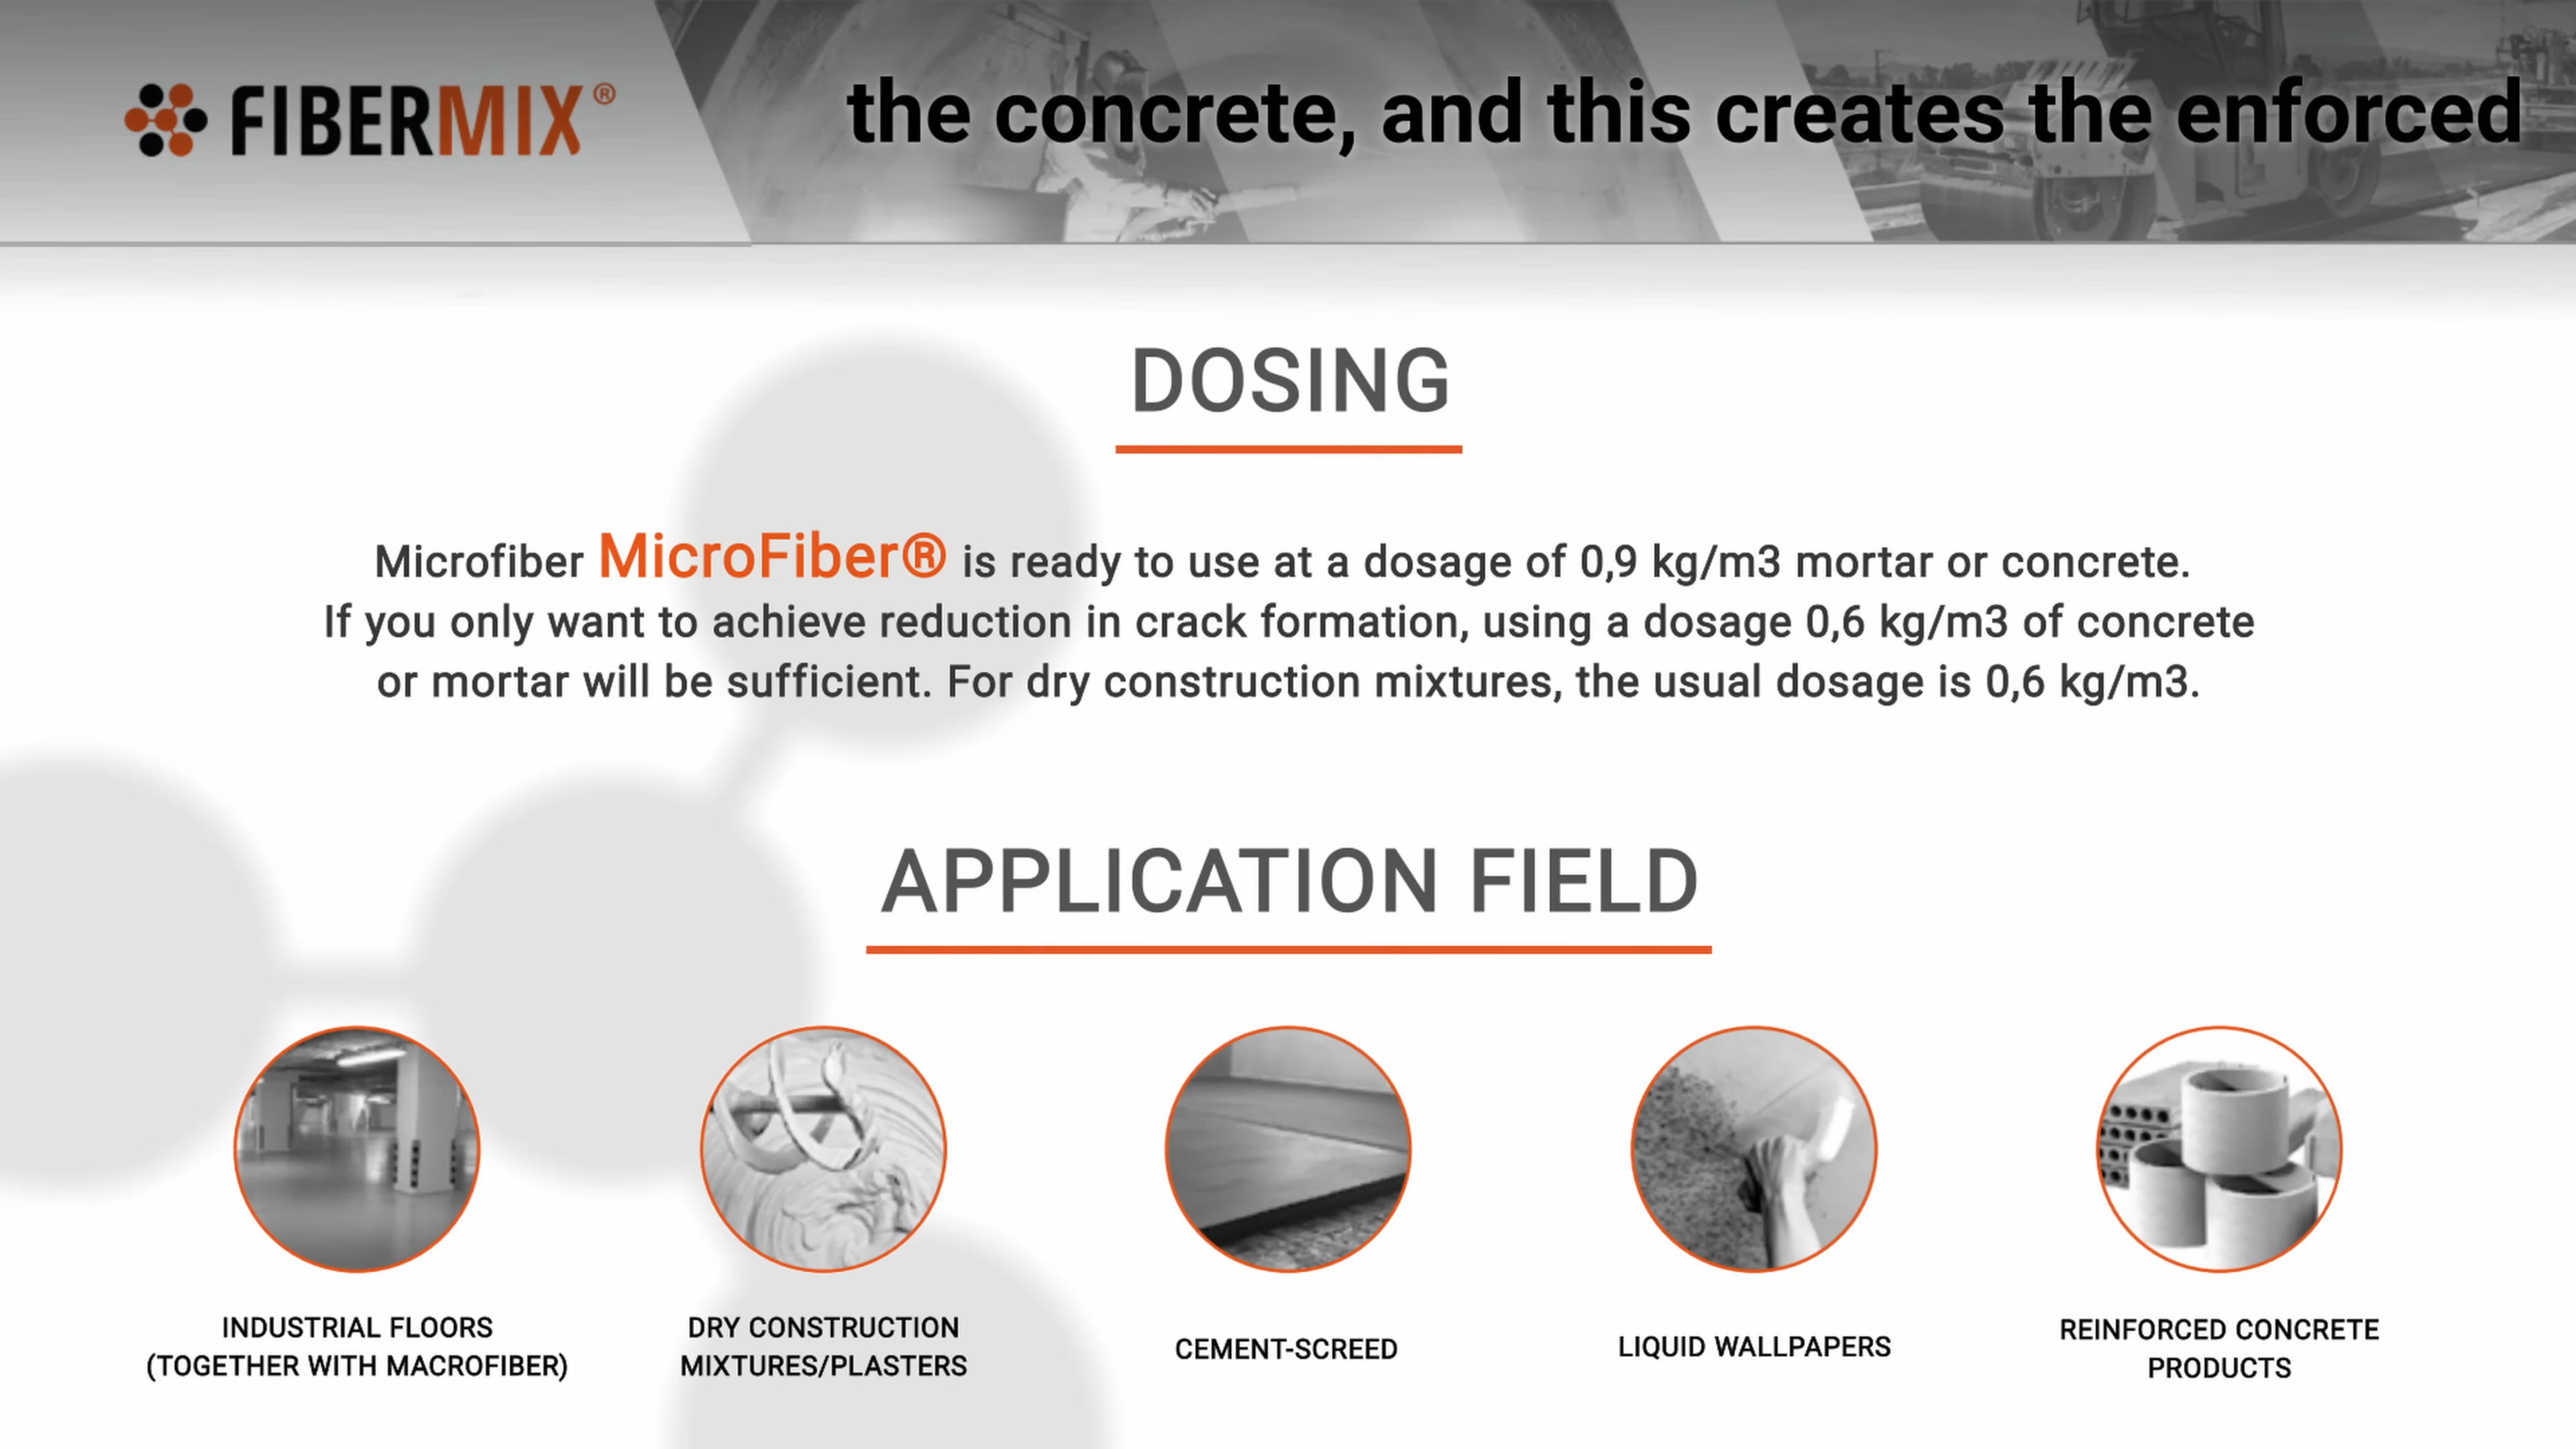 FIBERMIX®
the concrete, and this creates the enforced
DOSING
Microfiber MicroFiber® is ready to use at a dosage of 0,9 kg/m3 mortar or concrete.
If you only want to achieve reduction in crack formation, using a dosage 0,6 kg/m3 of concrete
or mortar will be sufficient. For dry construction mixtures, the usual dosage is 0,6 kg/m3.
APPLICATION FIELD
INDUSTRIAL FLOORS
(TOGETHER WITH MACROFIBER)
DRY CONSTRUCTION
MIXTURES/PLASTERS
CEMENT-SCREED
LIQUID WALLPAPERS
REINFORCED CONCRETE
PRODUCTS